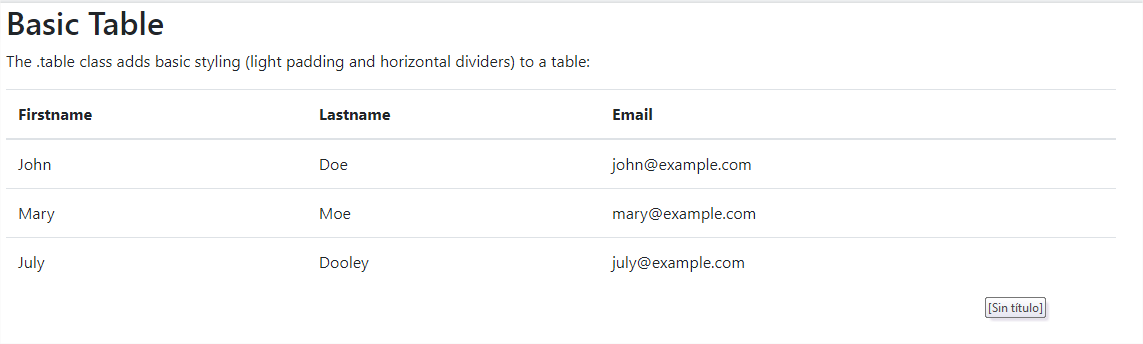 Basic Table
The .table class adds basic styling (light padding and horizontal dividers) to a table:
Firstname Lastname Email
John Doe john@example.com
Mary Moe mary@example.com
July Dooley july@example.com
[Sin título]